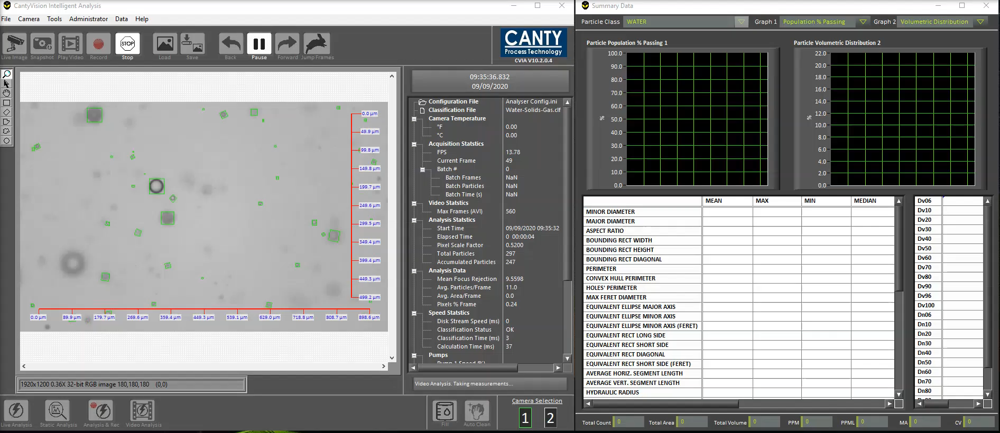 CantyVision Intelligent Analysis
File Camera Tools Administrator Data Help
Live Image Snapshot Play Video Record Stop Load Save Back Pause Forward Jump Frames
STOP
CANTY
Process Technology
CVIA V10.2.0.4
0.0 µm
49.9 µm
99.8 µm
149.8 µm
199.7 µm
249.6 µm
299.5 µm
349.4 µm
399.4 µm
449.3 µm
499.2 µm
0.0 µm 89.9 µm 179.7 µm 269.6 µm 359.4 µm 449.3 µm 539.1 µm 629.0 µm 718.8 µm 808.7 µm 898.6 µm
1920x1200 0.36X 32-bit RGB image 180,180,180 (0,0)
09:35:36.832
09/09/2020
Configuration File Analyser Config.ini
Classification File Water-Solids-Gas.clf
Camera Temperature
°F 0.00
°C 0.00
Acquisition Statstics
FPS 13.78
Current Frame 49
Batch # 0
Batch Frames NaN
Batch Particles NaN
Batch Time (s) NaN
Video Statstics
Max Frames (AVI) 560
Analysis Statstics
Start Time 09/09/2020 09:35:32
Elapsed Time 0 00:00:04
Pixel Scale Factor 0.5200
Total Particles 297
Accumulated Particles 247
Analysis Data
Mean Focus Rejection 9.5598
Avg. Particles/Frame 11.0
Avg. Area/Frame 0.0
Pixels % Frame 0.24
Speed Statstics
Disk Stream Speed (ms) 0
Classification Status OK
Classification Time (ms) 3
Calculation Time (ms) 37
Pumps
Video Analysis. Taking measurements...
Live Analysis Static Analysis Analysis & Rec Video Analysis Fill Auto Clean
Camera Selection
1 2
Summary Data
Particle Class WATER Graph 1 Population % Passing Graph 2 Volumetric Distribution
Particle Population % Passing 1
100.0
90.0
80.0
70.0
60.0
50.0
40.0
30.0
20.0
10.0
0.0
%
Particle Volumetric Distribution 2
22.0
20.0
18.0
16.0
14.0
12.0
10.0
8.0
6.0
4.0
2.0
0.0
%
MEAN MAX MIN MEDIAN
MINOR DIAMETER
MAJOR DIAMETER
ASPECT RATIO
BOUNDING RECT WIDTH
BOUNDING RECT HEIGHT
BOUNDING RECT DIAGONAL
PERIMETER
CONVEX HULL PERIMETER
HOLES' PERIMETER
MAX FERET DIAMETER
EQUIVALENT ELLIPSE MAJOR AXIS
EQUIVALENT ELLIPSE MINOR AXIS
EQUIVALENT ELLIPSE MINOR AXIS (FERET)
EQUIVALENT RECT LONG SIDE
EQUIVALENT RECT SHORT SIDE
EQUIVALENT RECT DIAGONAL
EQUIVALENT RECT SHORT SIDE (FERET)
AVERAGE HORIZ. SEGMENT LENGTH
AVERAGE VERT. SEGMENT LENGTH
HYDRAULIC RADIUS
Dv06
Dv10
Dv20
Dv30
Dv40
Dv50
Dv60
Dv70
Dv80
Dv90
Dv96
Dv100
Dn06
Dn10
Dn20
Dn30
Dn40
Dn50
Dn60
Dn70
Dn80
Total Count 0 Total Area 0 Total Volume 0 PPM 0 PPML 0 MA 0 CV 0